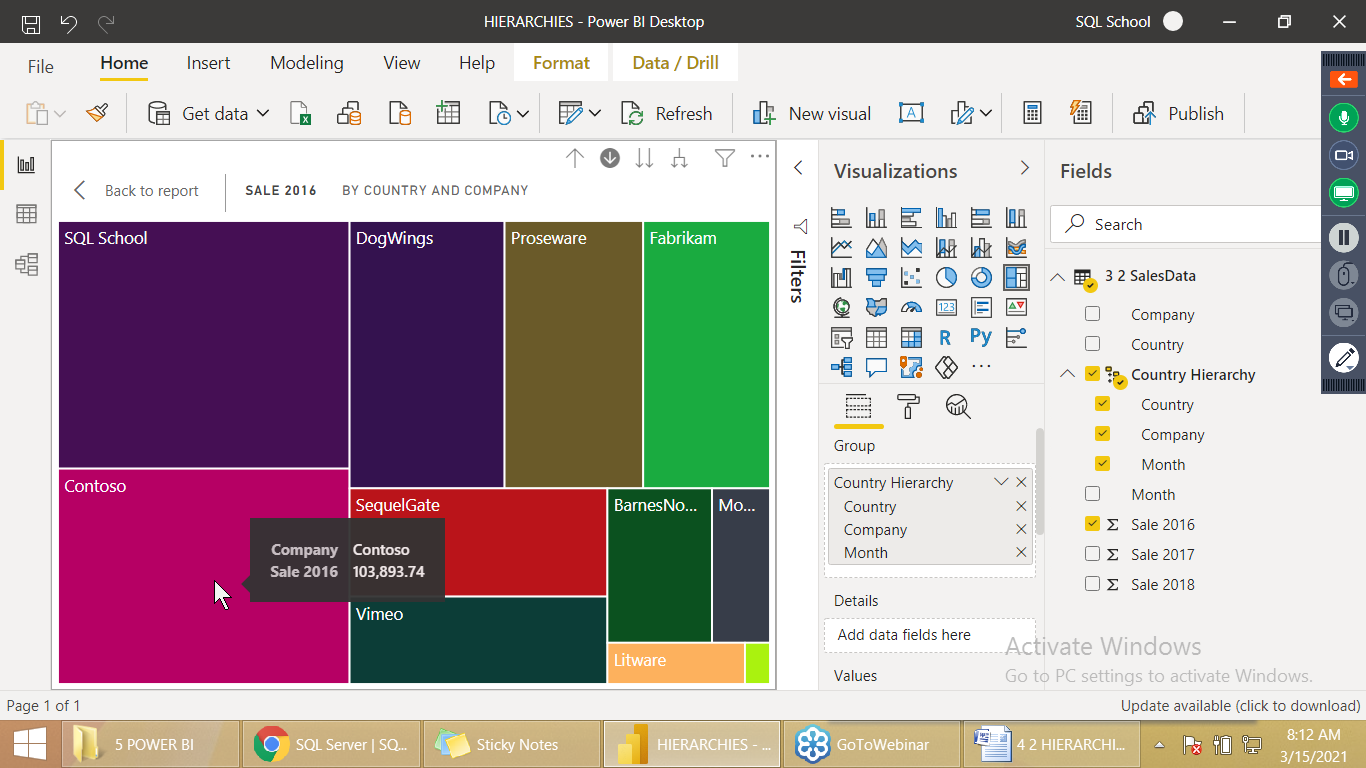 HIERARCHIES - Power BI Desktop
SQL School
File
Home
Insert
Modeling
View
Help
Format
Data / Drill
Get data
Refresh
New visual
Publish
Back to report
SALE 2016
BY COUNTRY AND COMPANY
SQL School
DogWings
Proseware
Fabrikam
Contoso
SequelGate
BarnesNo...
Mo...
Company Contoso
Sale 2016 103,893.74
Vimeo
Litware
Filters
Visualizations
123
R
Py
Group
Country Hierarchy
Country
Company
Month
Details
Add data fields here
Values
Fields
Search
3 2 SalesData
Company
Country
Country Hierarchy
Country
Company
Month
Month
Σ Sale 2016
Σ Sale 2017
Σ Sale 2018
Activate Windows
Go to PC settings to activate Windows.
Page 1 of 1
Update available (click to download)
5 POWER BI
SQL Server | SQ...
Sticky Notes
HIERARCHIES - ...
GoToWebinar
4 2 HIERARCHI...
8:12 AM
3/15/2021